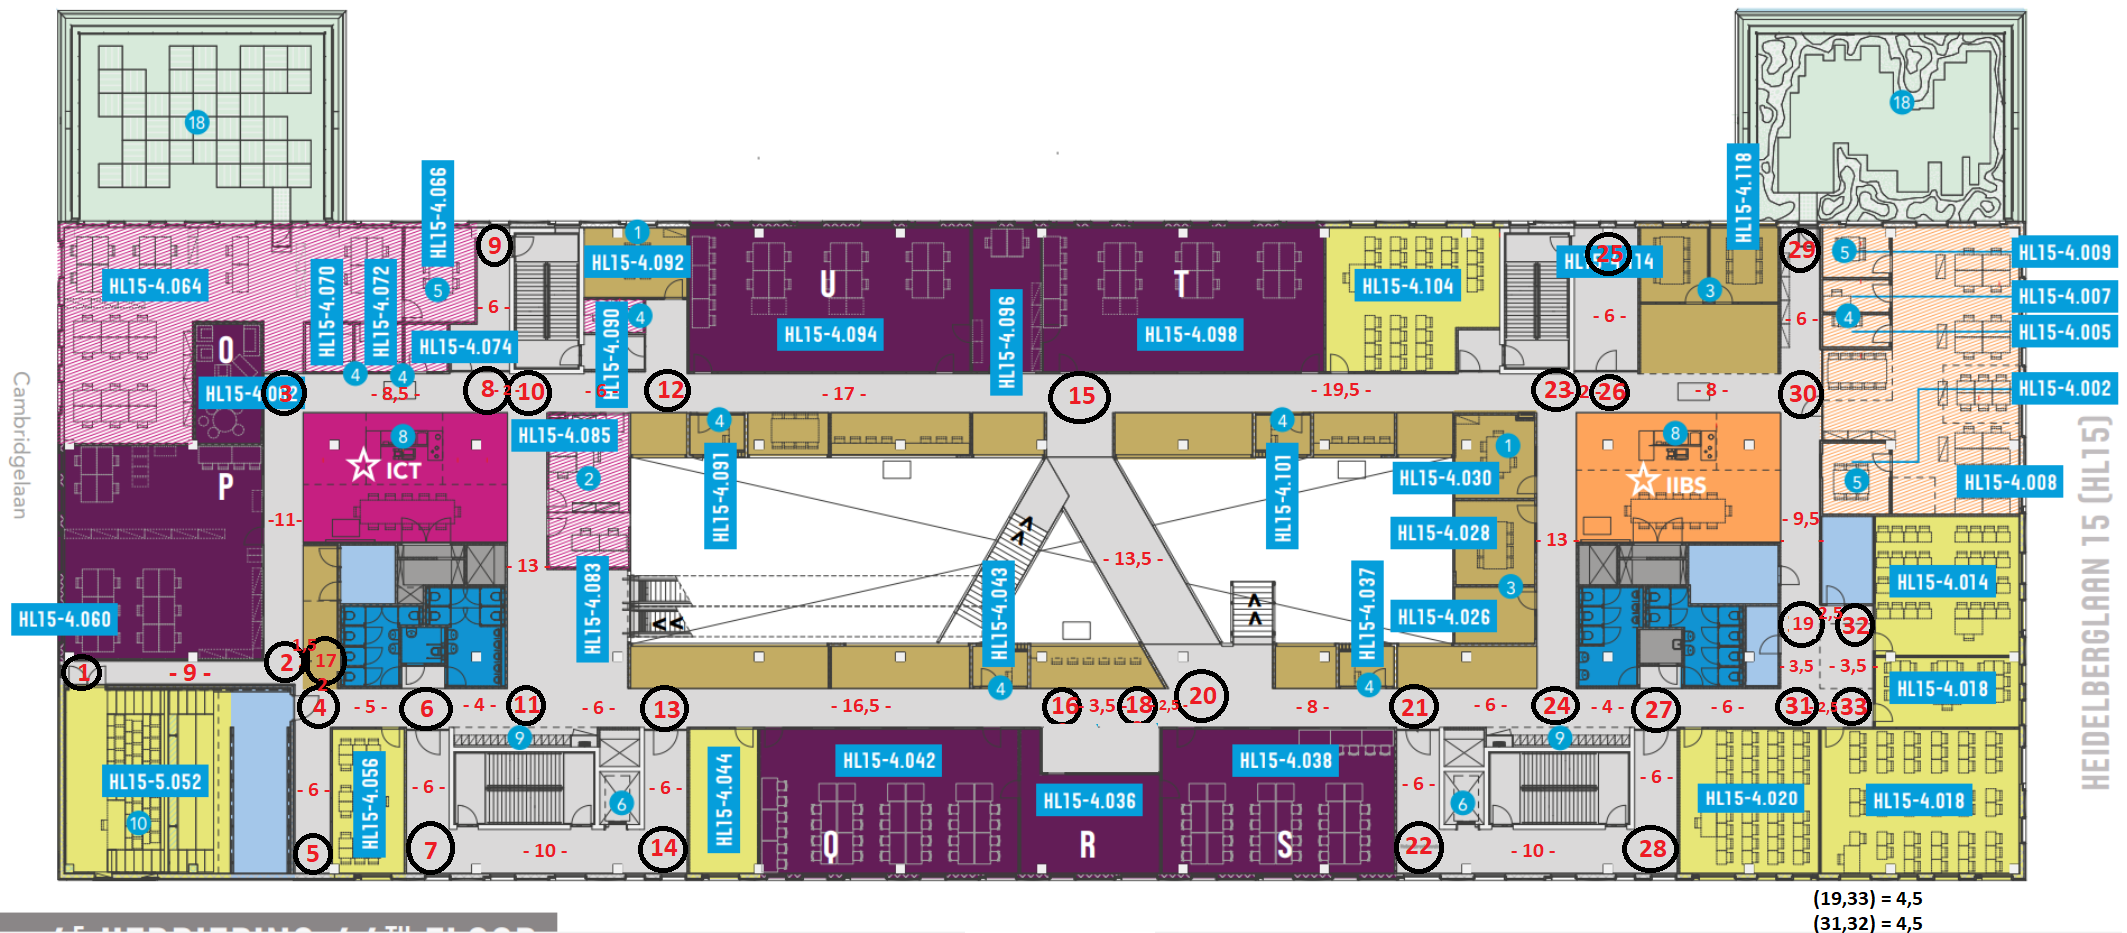 18
18
HL15-4.066
HL15-4.118
9
1
HL15-4.092
25
29
5
HL15-4.009
HL15-4.064
HL15-4.070
HL15-4.072
5
U
T
HL15-4.104
3
HL15-4.007
- 6 -
HL15-4.090
4
HL15-4.094
HL15-4.096
HL15-4.098
- 6 -
- 6 -
4
HL15-4.005
O
HL15-4.074
4
4
3
- 8,5 -
8
10
12
- 17 -
15
- 19,5 -
23
26
- 8 -
30
HL15-4.002
Cambridgelaan
P
8
ICT
HL15-4.085
2
4
HL15-4.091
4
HL15-4.101
1
HL15-4.030
8
IIBS
5
HL15-4.008
HEIDELBERGLAAN 15 (HL15)
-11-
- 13 -
- 13,5 -
HL15-4.028
- 13 -
- 9,5 -
HL15-4.014
HL15-4.060
HL15-4.083
HL15-4.043
HL15-4.037
3
HL15-4.026
19
2,5
32
1
- 9 -
2
1,5
17
2
4
4
- 3,5 -
- 3,5 -
HL15-4.018
4
- 5 -
6
- 4 -
11
- 6 -
13
- 16,5 -
16
3,5
18
2,5
20
- 8 -
21
- 6 -
24
- 4 -
27
- 6 -
31
33
9
9
HL15-5.052
10
- 6 -
HL15-4.056
- 6 -
6
- 6 -
HL15-4.044
HL15-4.042
HL15-4.036
HL15-4.038
- 6 -
6
- 6 -
HL15-4.020
HL15-4.018
5
7
- 10 -
14
Q
R
S
22
- 10 -
28
(19,33) = 4,5
(31,32) = 4,5